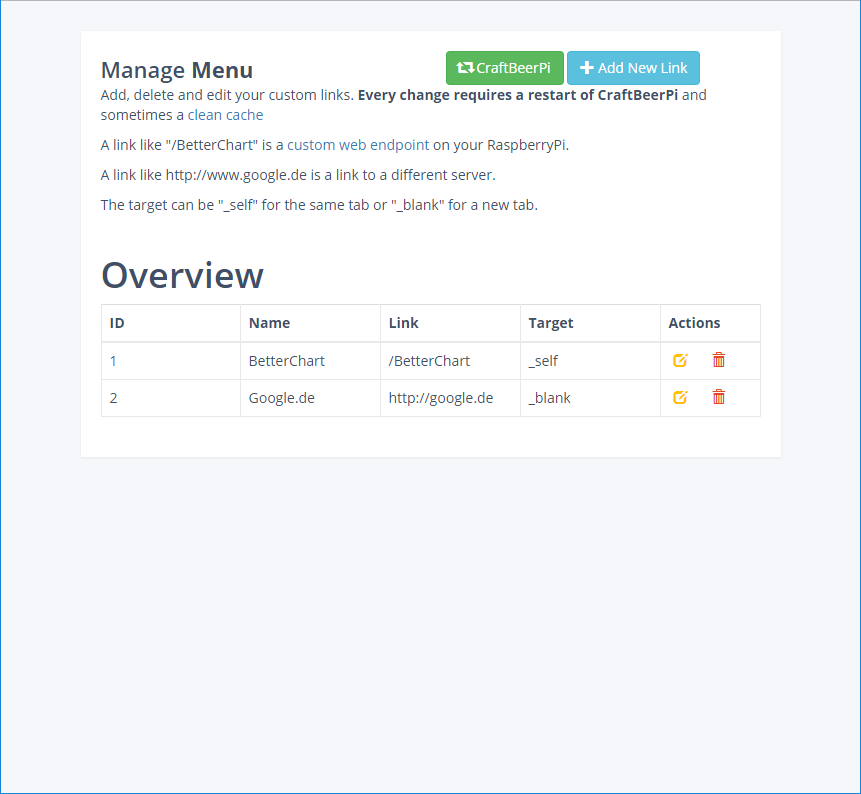 Manage Menu
CraftBeerPi
Add New Link
Add, delete and edit your custom links. Every change requires a restart of CraftBeerPi and
sometimes a clean cache
A link like "/BetterChart" is a custom web endpoint on your RaspberryPi.
A link like http://www.google.de is a link to a different server.
The target can be "_self" for the same tab or "_blank" for a new tab.
Overview
ID Name Link Target Actions
1 BetterChart /BetterChart _self
2 Google.de http://google.de _blank